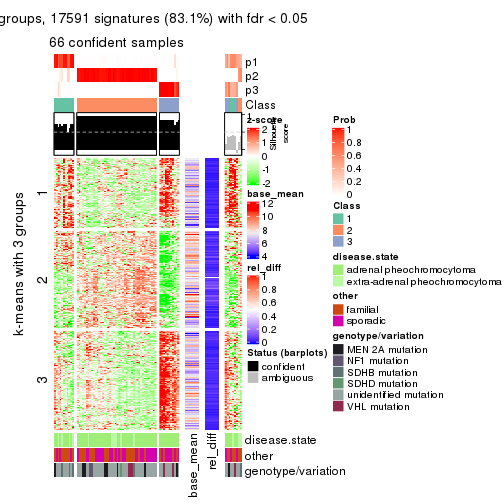 groups, 17591 signatures (83.1%) with fdr < 0.05
66 confident samples
p1
p2
p3
Class
1
Silhouette
score
k-means with 3 groups
1
2
3
z-score
2
1
0
-1
-2
base_mean
12
10
8
6
4
rel_diff
1
0.8
0.6
0.4
0.2
0
Status (barplots)
confident
ambiguous
Prob
1
0.8
0.6
0.4
0.2
0
Class
1
2
3
disease.state
adrenal pheochromocytoma
extra-adrenal pheochromocytoma
other
familial
sporadic
genotype/variation
MEN 2A mutation
NF1 mutation
SDHB mutation
SDHD mutation
unidentified mutation
VHL mutation
disease.state
other
genotype/variation
base_mean
rel_diff